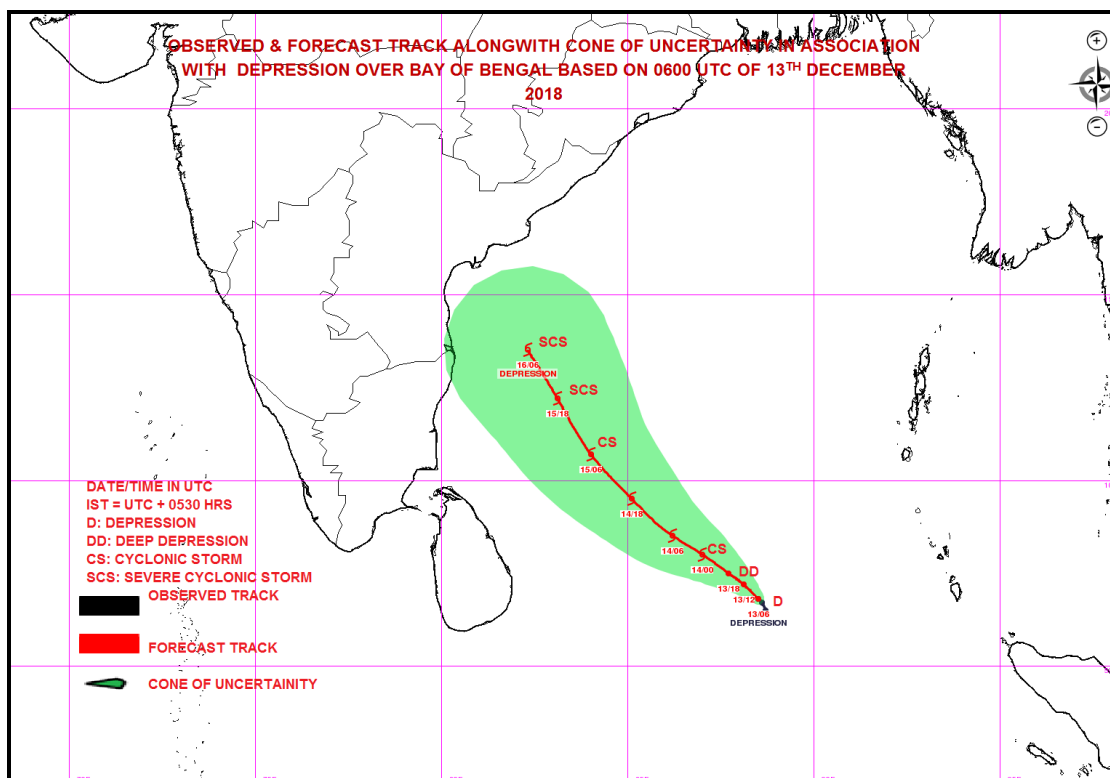 OBSERVED & FORECAST TRACK ALONGWITH CONE OF UNCERTAINTY IN ASSOCIATION
WITH DEPRESSION OVER BAY OF BENGAL BASED ON 0600 UTC OF 13TH DECEMBER
2018
SCS
16/06
DEPRESSION
SCS
15/18
CS
15/06
14/18
14/06
CS
14/00
DD
13/18
13/12
D
13/06
DEPRESSION
DATE/TIME IN UTC
IST = UTC + 0530 HRS
D: DEPRESSION
DD: DEEP DEPRESSION
CS: CYCLONIC STORM
SCS: SEVERE CYCLONIC STORM
OBSERVED TRACK
FORECAST TRACK
CONE OF UNCERTAINITY